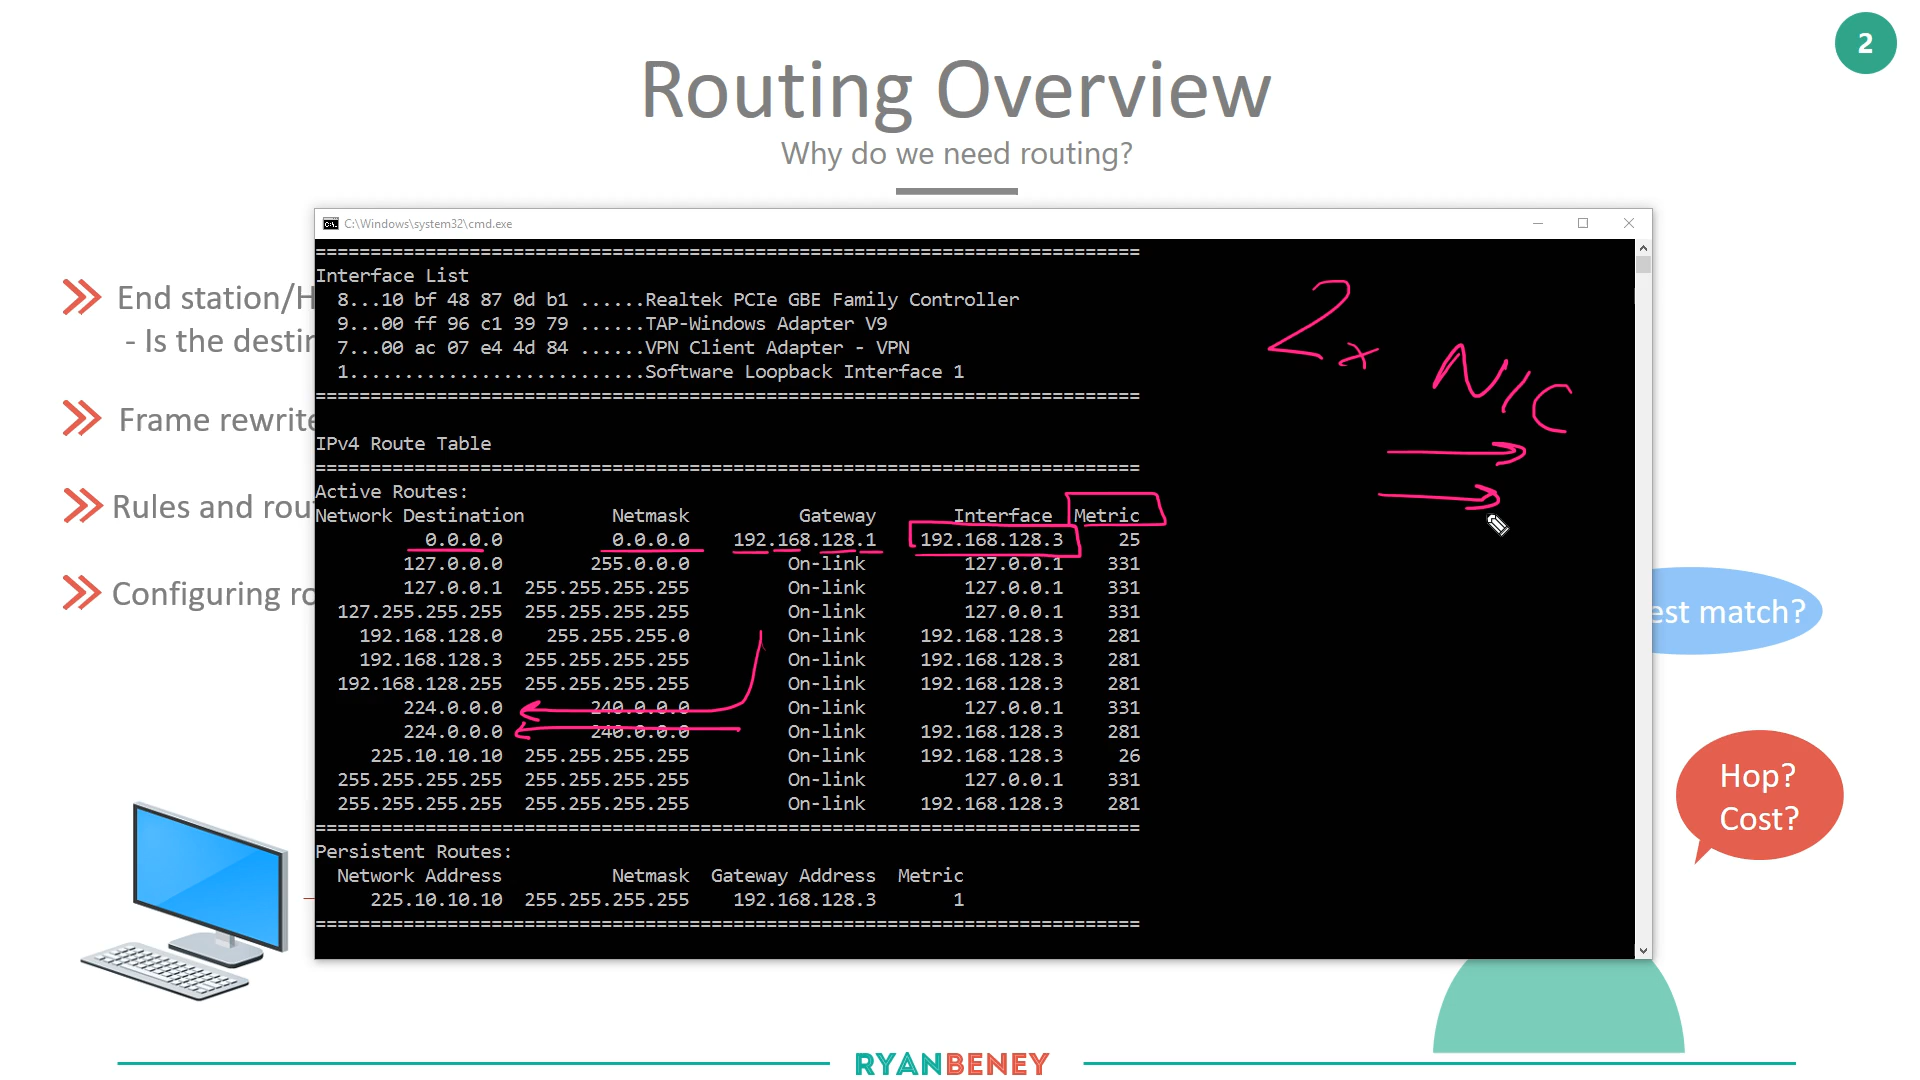 2
Routing Overview
Why do we need routing?
C:\Windows\system32\cmd.exe
===========================================================================
Interface List
8...10 bf 48 87 0d b1 ......Realtek PCIe GBE Family Controller
9...00 ff 96 c1 39 79 ......TAP-Windows Adapter V9
7...00 ac 07 e4 4d 84 ......VPN Client Adapter - VPN
1...........................Software Loopback Interface 1
===========================================================================
IPv4 Route Table
===========================================================================
Active Routes:
Network Destination Netmask Gateway Interface Metric
0.0.0.0 0.0.0.0 192.168.128.1 192.168.128.3 25
127.0.0.0 255.0.0.0 On-link 127.0.0.1 331
127.0.0.1 255.255.255.255 On-link 127.0.0.1 331
127.255.255.255 255.255.255.255 On-link 127.0.0.1 331
192.168.128.0 255.255.255.0 On-link 192.168.128.3 281
192.168.128.3 255.255.255.255 On-link 192.168.128.3 281
192.168.128.255 255.255.255.255 On-link 192.168.128.3 281
224.0.0.0 240.0.0.0 On-link 127.0.0.1 331
224.0.0.0 240.0.0.0 On-link 192.168.128.3 281
225.10.10.10 255.255.255.255 On-link 192.168.128.3 26
255.255.255.255 255.255.255.255 On-link 127.0.0.1 331
255.255.255.255 255.255.255.255 On-link 192.168.128.3 281
===========================================================================
Persistent Routes:
Network Address Netmask Gateway Address Metric
225.10.10.10 255.255.255.255 192.168.128.3 1
===========================================================================
2x NIC
End station/H
- Is the destin
Frame rewrite
Rules and rou
Configuring ro
est match?
Hop?
Cost?
RYANBENEY